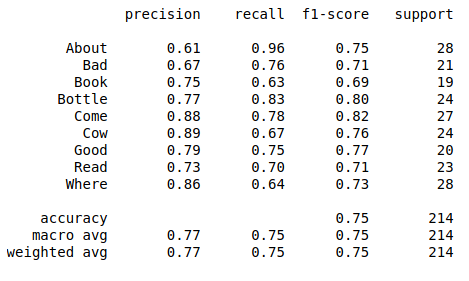 precision recall f1-score support
About 0.61 0.96 0.75 28
Bad 0.67 0.76 0.71 21
Book 0.75 0.63 0.69 19
Bottle 0.77 0.83 0.80 24
Come 0.88 0.78 0.82 27
Cow 0.89 0.67 0.76 24
Good 0.79 0.75 0.77 20
Read 0.73 0.70 0.71 23
Where 0.86 0.64 0.73 28
accuracy 0.75 214
macro avg 0.77 0.75 0.75 214
weighted avg 0.77 0.75 0.75 214